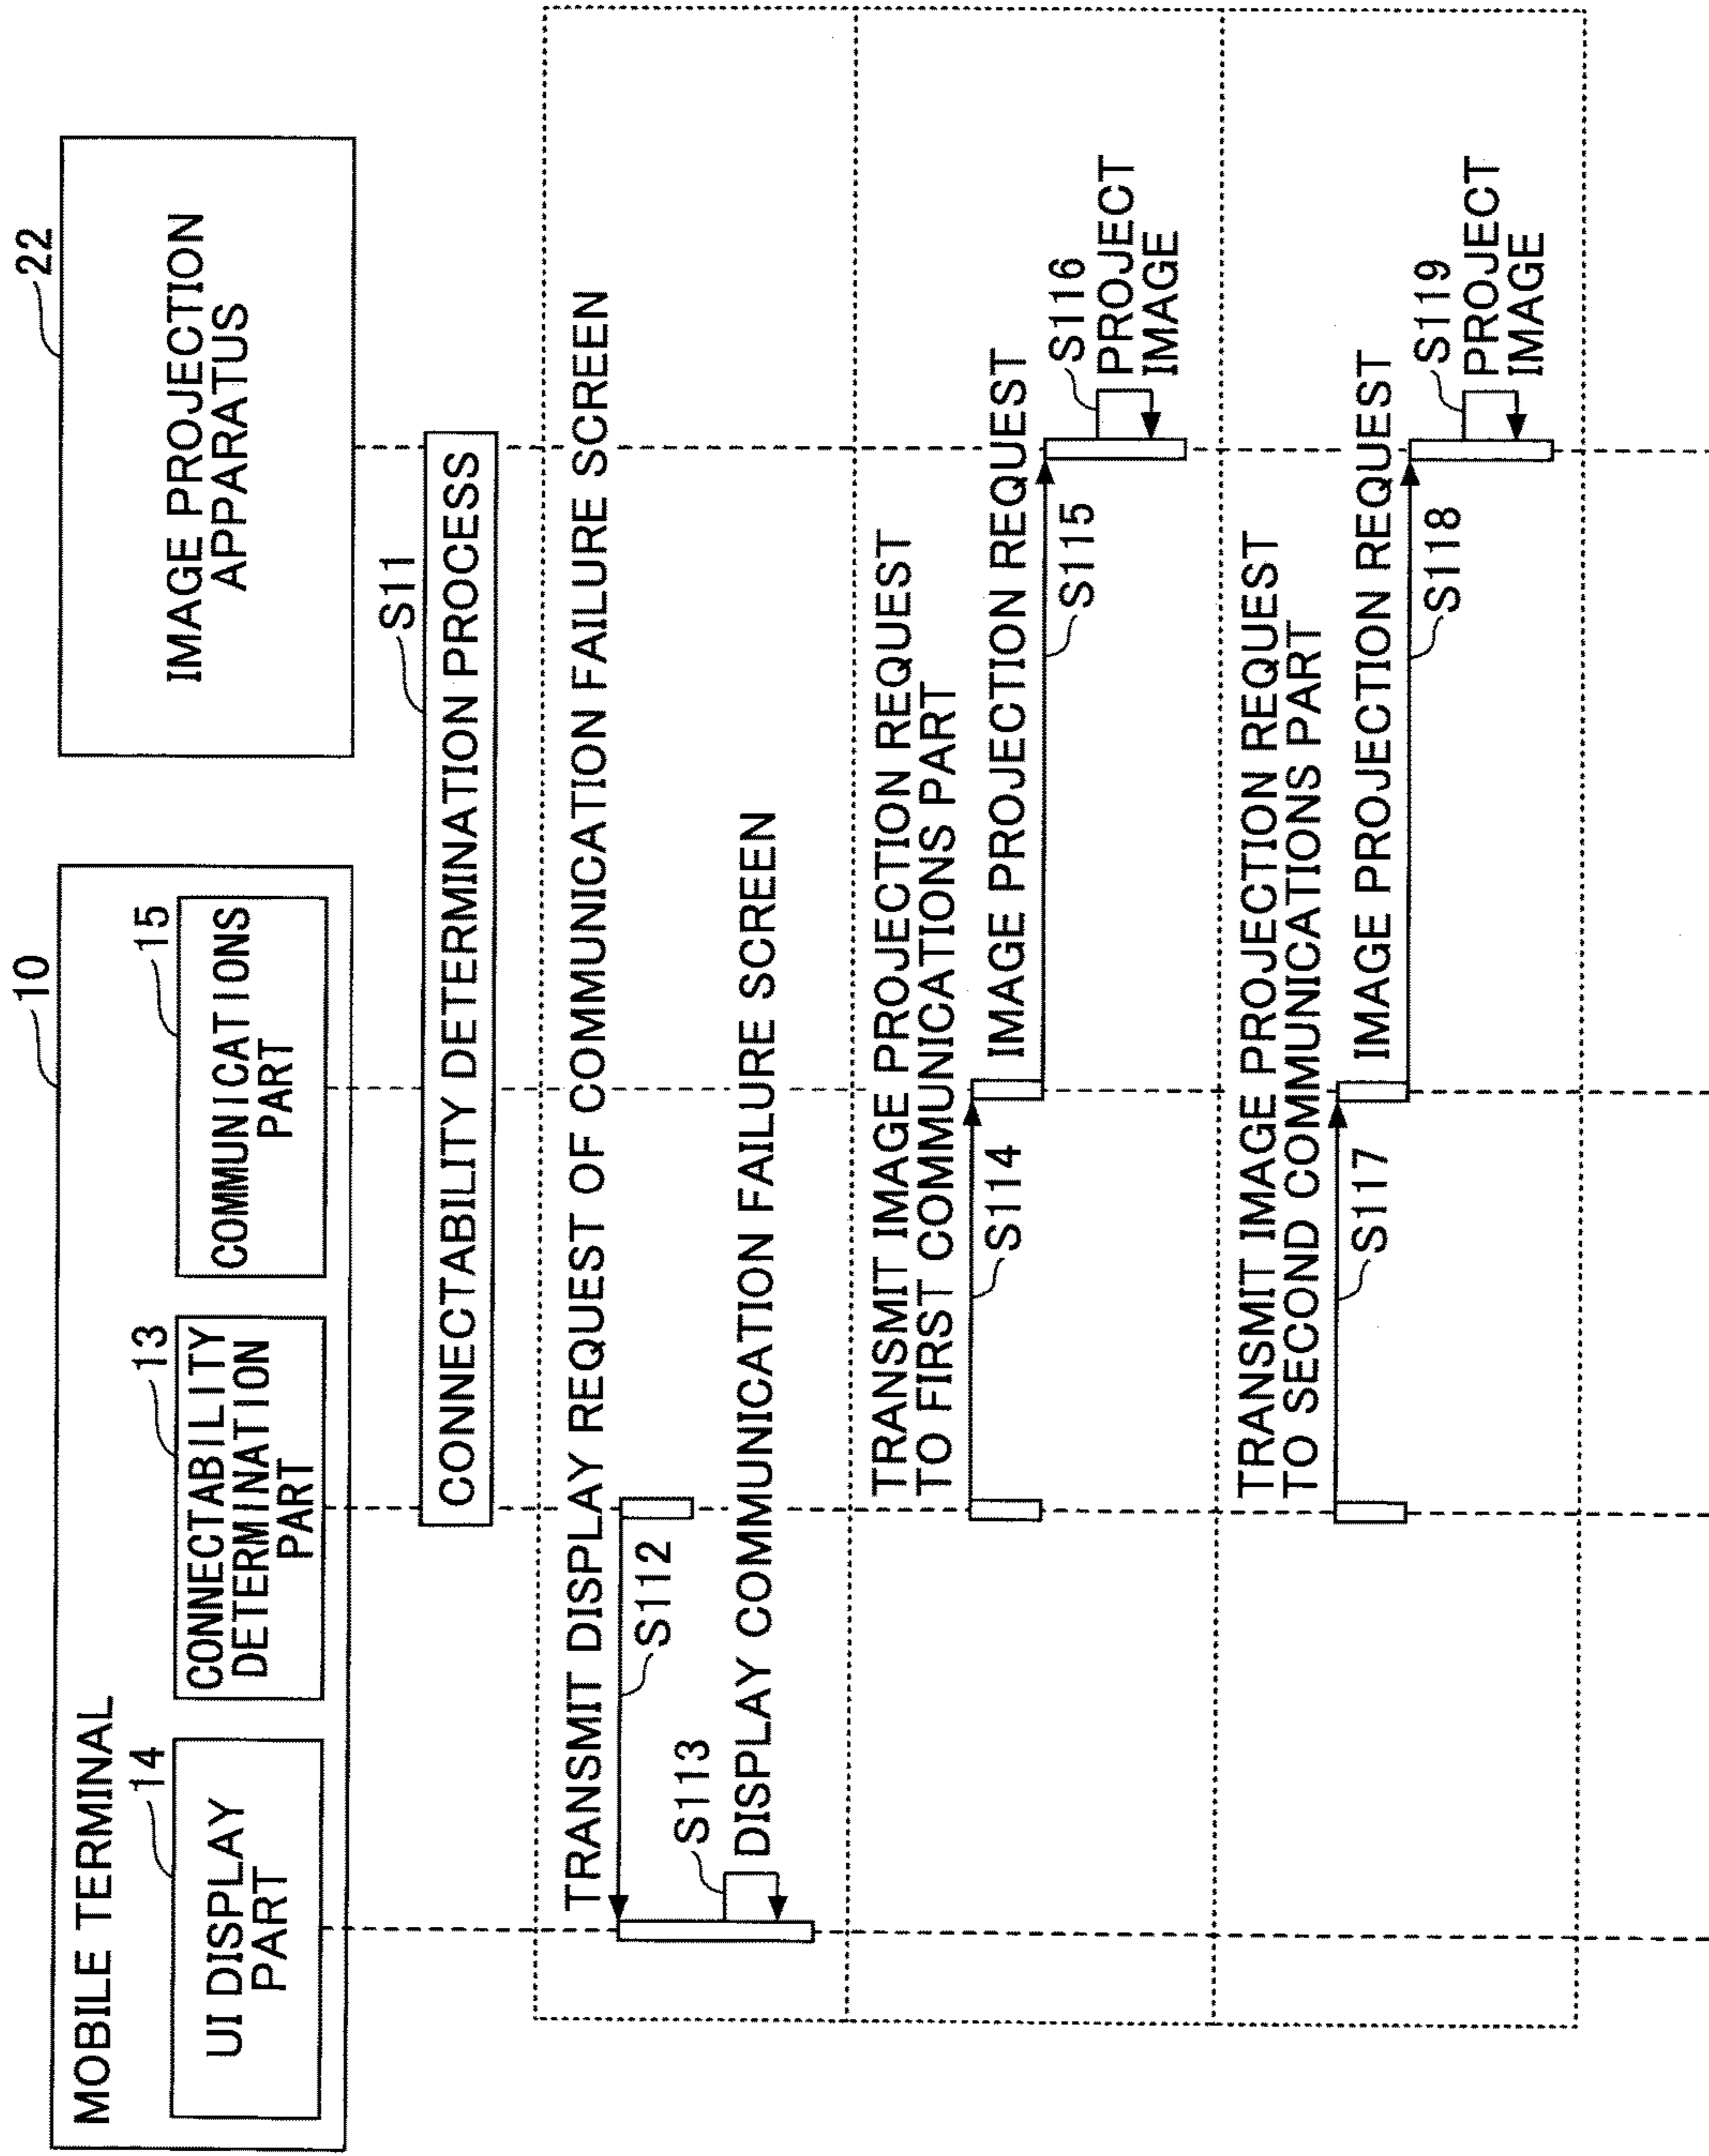 10
22
MOBILE TERMINAL
14
UI DISPLAY
PART
13
CONNECTABILITY
DETERMINATION
PART
15
COMMUNICATIONS
PART
IMAGE PROJECTION
APPARATUS
S11
CONNECTABILITY DETERMINATION PROCESS
TRANSMIT DISPLAY REQUEST OF COMMUNICATION FAILURE SCREEN
S112
S113
DISPLAY COMMUNICATION FAILURE SCREEN
TRANSMIT IMAGE PROJECTION REQUEST
TO FIRST COMMUNICATIONS PART
S114
IMAGE PROJECTION REQUEST
S115
S116
PROJECT
IMAGE
TRANSMIT IMAGE PROJECTION REQUEST
TO SECOND COMMUNICATIONS PART
S117
IMAGE PROJECTION REQUEST
S118
S119
PROJECT
IMAGE